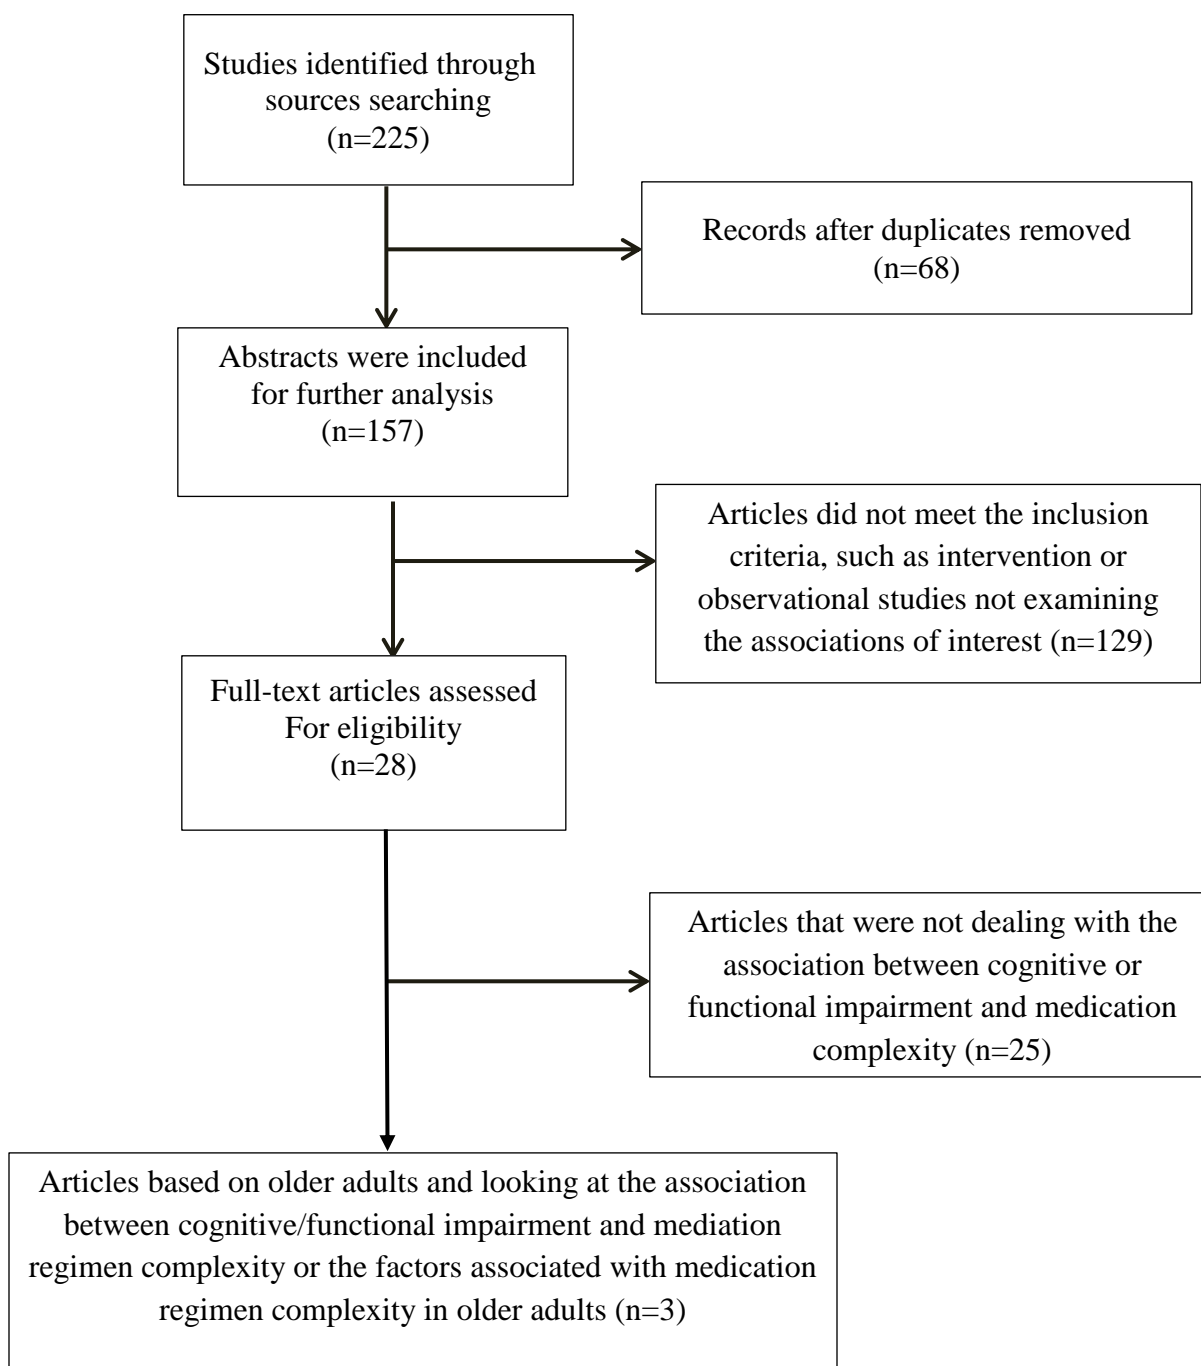 Studies identified through
sources searching
(n=225)
Records after duplicates removed
(n=68)
Abstracts were included
for further analysis
(n=157)
Articles did not meet the inclusion
criteria, such as intervention or
observational studies not examining
the associations of interest (n=129)
Full-text articles assessed
For eligibility
(n=28)
Articles that were not dealing with the
association between cognitive or
functional impairment and medication
complexity (n=25)
Articles based on older adults and looking at the association
between cognitive/functional impairment and mediation
regimen complexity or the factors associated with medication
regimen complexity in older adults (n=3)